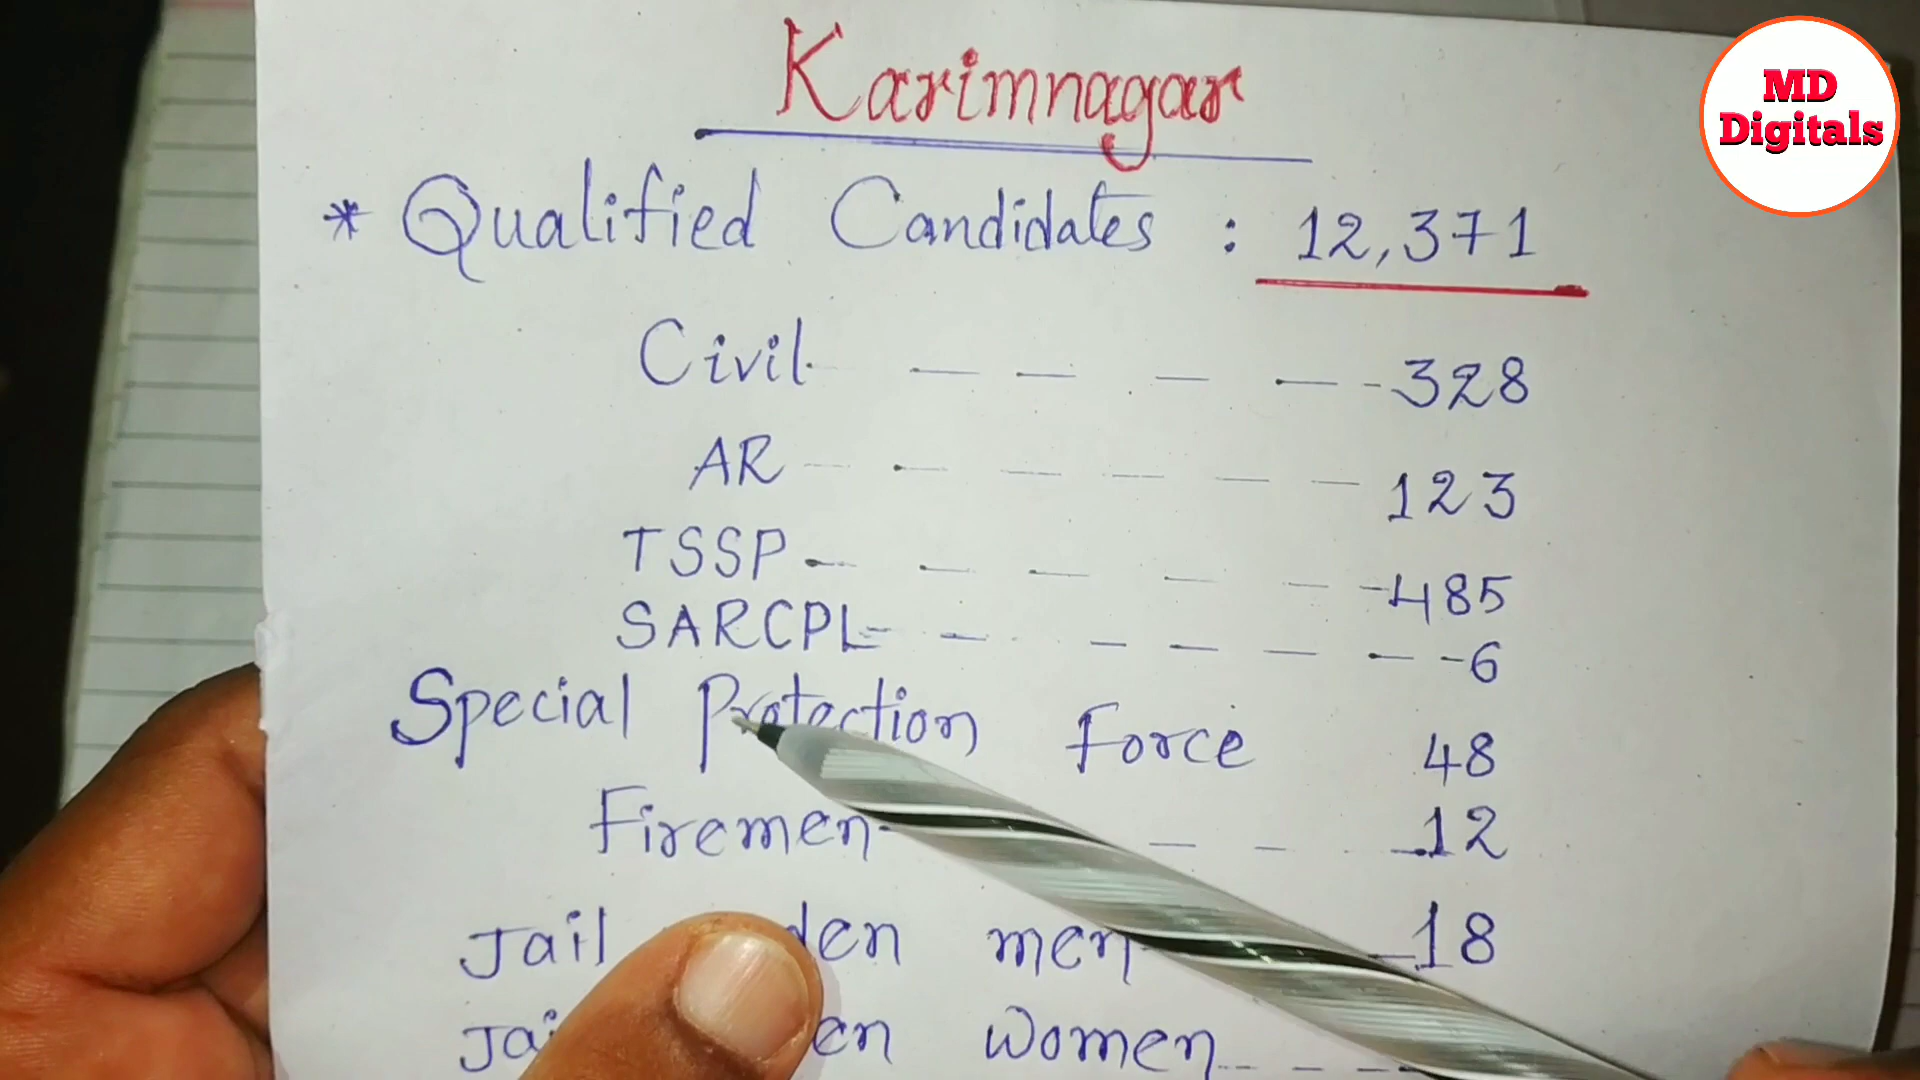 Karimnagar
MD
Digitals
* Qualified Candidates : 12,371
Civil - - - - - 328
AR - - - - - - 123
TSSP - - - - - - 485
SARCPL - - - - - - - 6
Special Protection Force 48
Firemen - - - - 12
Jail men - 18
women - - -